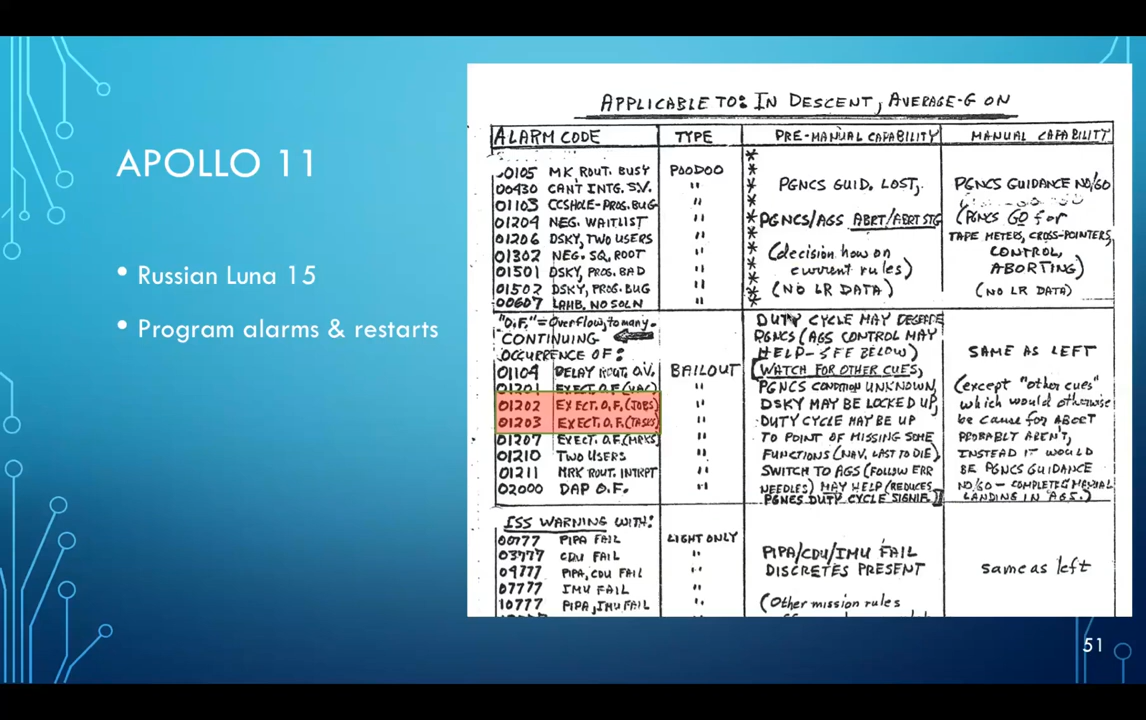 APOLLO 11
• Russian Luna 15
• Program alarms & restarts
APPLICABLE TO: IN DESCENT, AVERAGE-G ON
ALARM CODE TYPE PRE-MANUAL CAPABILITY MANUAL CAPABILITY
0105 MK ROUT. BUSY POODOO
00430 CAN'T INTG. S.V. "
01103 CCSHOLE-PROG. BUG "
01204 NEG. WAITLIST "
01206 DSKY, TWO USERS "
01302 NEG. SQ. ROOT "
01501 DSKY, PROG. BAD "
01502 DSKY, PROG. BUG "
00607 LAMB. NO SOLN "
PGNCS GUID. LOST,
PGNCS/AGS ABRT/ABRT STG
(decision how on
current rules)
(NO LR DATA)
PGNCS GUIDANCE NO/GO
(PGNCS GO for
TAPE METERS, CROSS-POINTERS,
CONTROL,
ABORTING)
(NO LR DATA)
"O.F." = Overflow, to many.
"CONTINUING
OCCURRENCE OF:
01104 DELAY ROUT. O.V. BAILOUT
01201 EXECT. O.F. (VAC) "
01202 EXECT. O.F. (JOBS) "
01203 EXECT. O.F. (TASKS) "
01207 EXECT. O.F. (MRKS) "
01210 TWO USERS "
01211 MRK ROUT. INTRPT "
02000 DAP O.F. "
DUTY CYCLE MAY DEGRADE
PGNCS (AGS CONTROL MAY
HELP - SEE BELOW)
[WATCH FOR OTHER CUES,
PGNCS CONDITION UNKNOWN,
DSKY MAY BE LOCKED UP,
DUTY CYCLE MAY BE UP
TO POINT OF MISSING SOME
FUNCTIONS (NAV. LAST TO DIE),
SWITCH TO AGS (FOLLOW ERR
NEEDLES) MAY HELP (REDUCES
PGNCS DUTY CYCLE SIGNIF.)]
SAME AS LEFT
(except "other cues"
which would otherwise
be cause for ABORT
PROBABLY AREN'T,
INSTEAD IT WOULD
BE PGNCS GUIDANCE
NO/GO - COMPLETED MANUAL
LANDING IN AGS.)
ISS WARNING WITH:
00777 PIPA FAIL LIGHT ONLY
03777 CDU FAIL "
04777 PIPA, CDU FAIL "
07777 IMU FAIL "
10777 PIPA, IMU FAIL "
PIPA/CDU/IMU FAIL
DISCRETES PRESENT
(Other mission rules
same as left
51